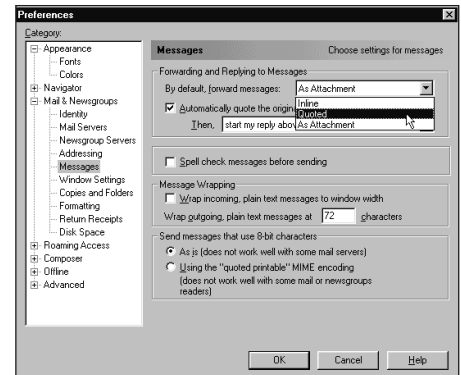 Preferences
Category:
Appearance
Fonts
Colors
Navigator
Mail & Newsgroups
Identity
Mail Servers
Newsgroup Servers
Addressing
Messages
Window Settings
Copies and Folders
Formatting
Return Receipts
Disk Space
Roaming Access
Composer
Offline
Advanced
Messages Choose settings for messages
Forwarding and Replying to Messages
By default, forward messages: As Attachment
Inline
Automatically quote the origin
Quoted
Then, start my reply abov
As Attachment
Spell check messages before sending
Message Wrapping
Wrap incoming, plain text messages to window width
Wrap outgoing, plain text messages at 72 characters
Send messages that use 8-bit characters
As is (does not work well with some mail servers)
Using the "quoted printable" MIME encoding
(does not work well with some mail or newsgroups
readers)
OK Cancel Help